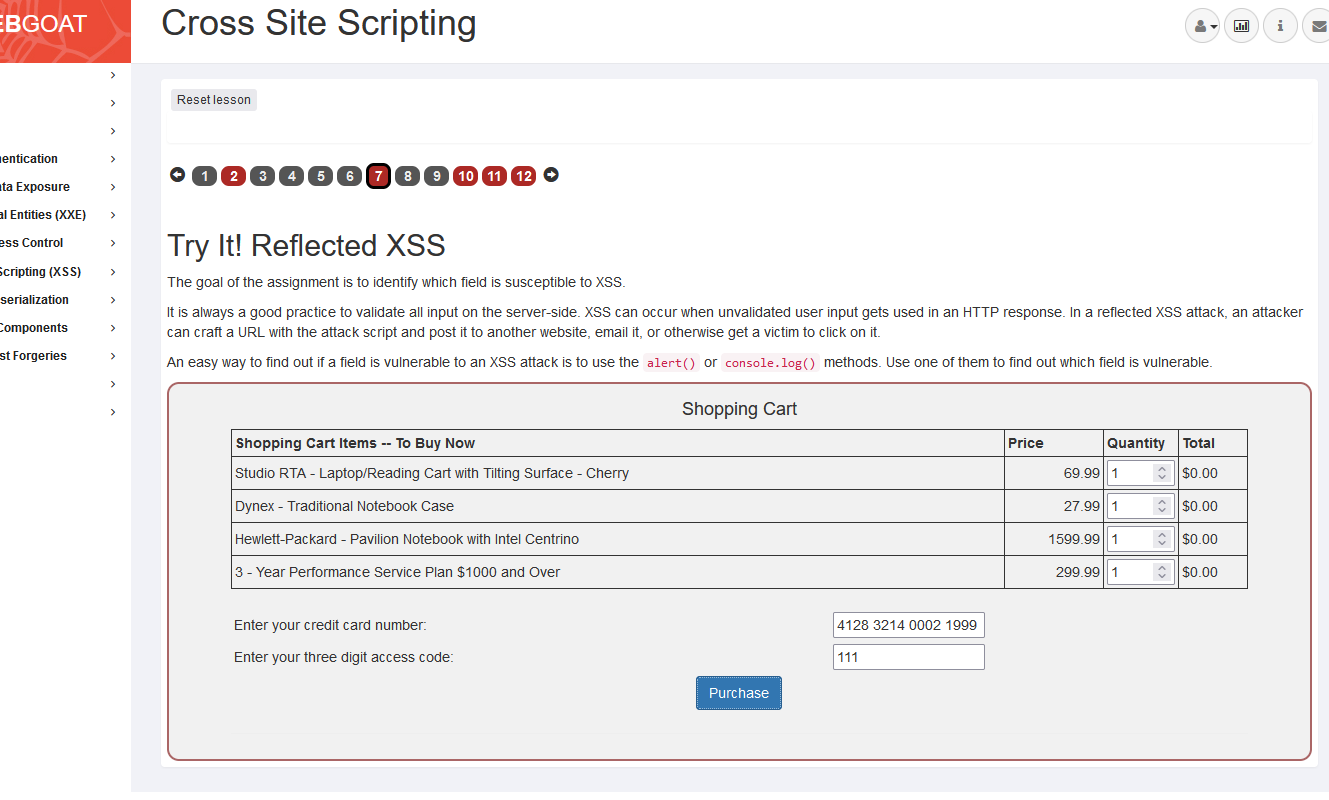 EBGOAT
Cross Site Scripting
Reset lesson
entication
ata Exposure
al Entities (XXE)
ess Control
Scripting (XSS)
serialization
Components
st Forgeries
1 2 3 4 5 6 7 8 9 10 11 12
Try It! Reflected XSS
The goal of the assignment is to identify which field is susceptible to XSS.
It is always a good practice to validate all input on the server-side. XSS can occur when unvalidated user input gets used in an HTTP response. In a reflected XSS attack, an attacker
can craft a URL with the attack script and post it to another website, email it, or otherwise get a victim to click on it.
An easy way to find out if a field is vulnerable to an XSS attack is to use the alert() or console.log() methods. Use one of them to find out which field is vulnerable.
Shopping Cart
Shopping Cart Items -- To Buy Now Price Quantity Total
Studio RTA - Laptop/Reading Cart with Tilting Surface - Cherry 69.99 1 $0.00
Dynex - Traditional Notebook Case 27.99 1 $0.00
Hewlett-Packard - Pavilion Notebook with Intel Centrino 1599.99 1 $0.00
3 - Year Performance Service Plan $1000 and Over 299.99 1 $0.00
Enter your credit card number: 4128 3214 0002 1999
Enter your three digit access code: 111
Purchase